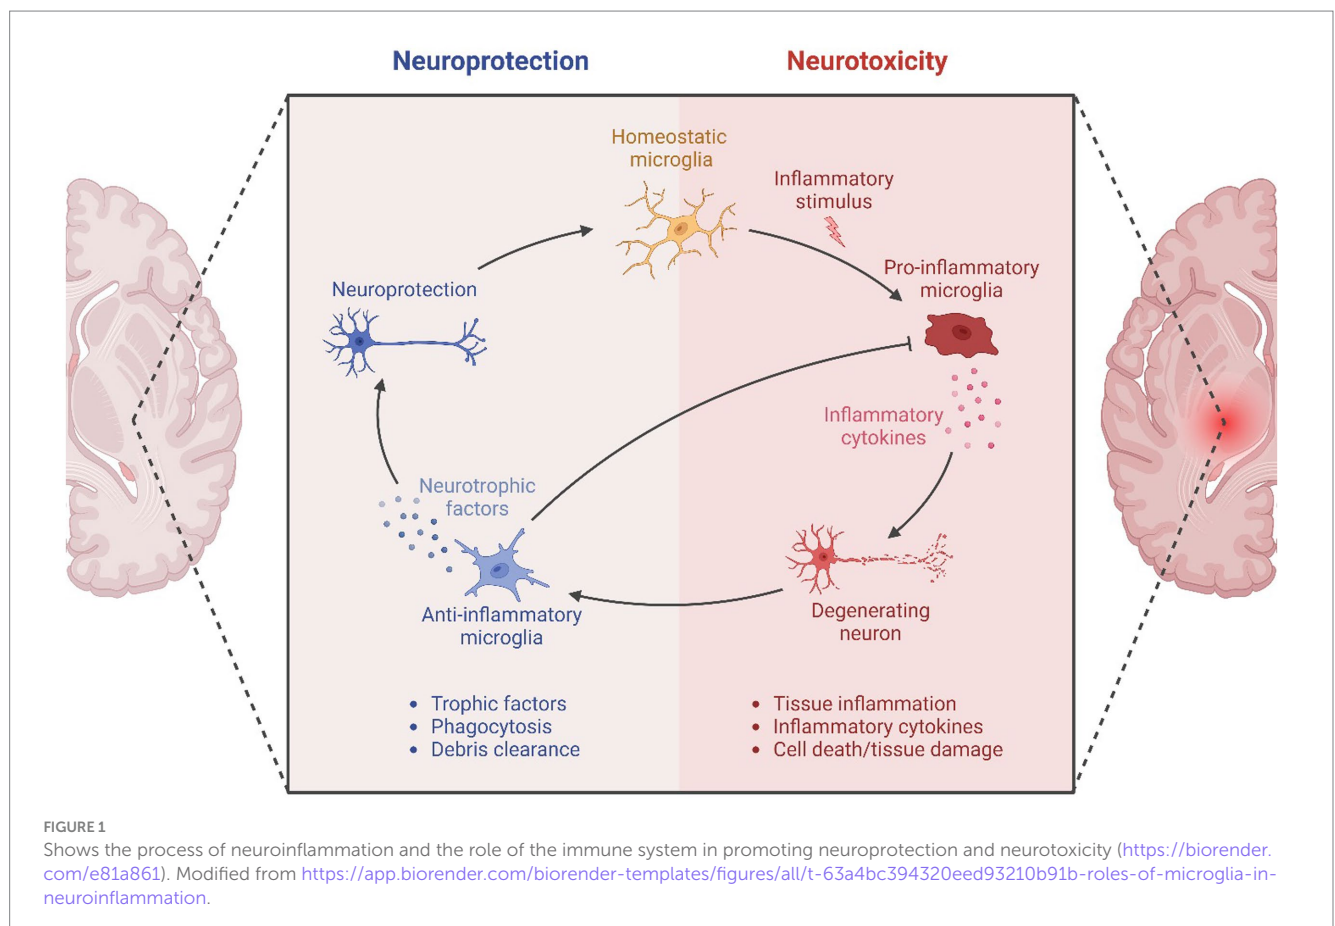 Neuroprotection
Neurotoxicity
Homeostatic
microglia
Inflammatory
stimulus
Pro-inflammatory
microglia
Neuroprotection
Inflammatory
cytokines
Neurotrophic
factors
Anti-inflammatory
microglia
Degenerating
neuron
• Trophic factors
• Phagocytosis
• Debris clearance
• Tissue inflammation
• Inflammatory cytokines
• Cell death/tissue damage
FIGURE 1
Shows the process of neuroinflammation and the role of the immune system in promoting neuroprotection and neurotoxicity (https://biorender.
com/e81a861). Modified from https://app.biorender.com/biorender-templates/figures/all/t-63a4bc394320eed93210b91b-roles-of-microglia-in-
neuroinflammation.